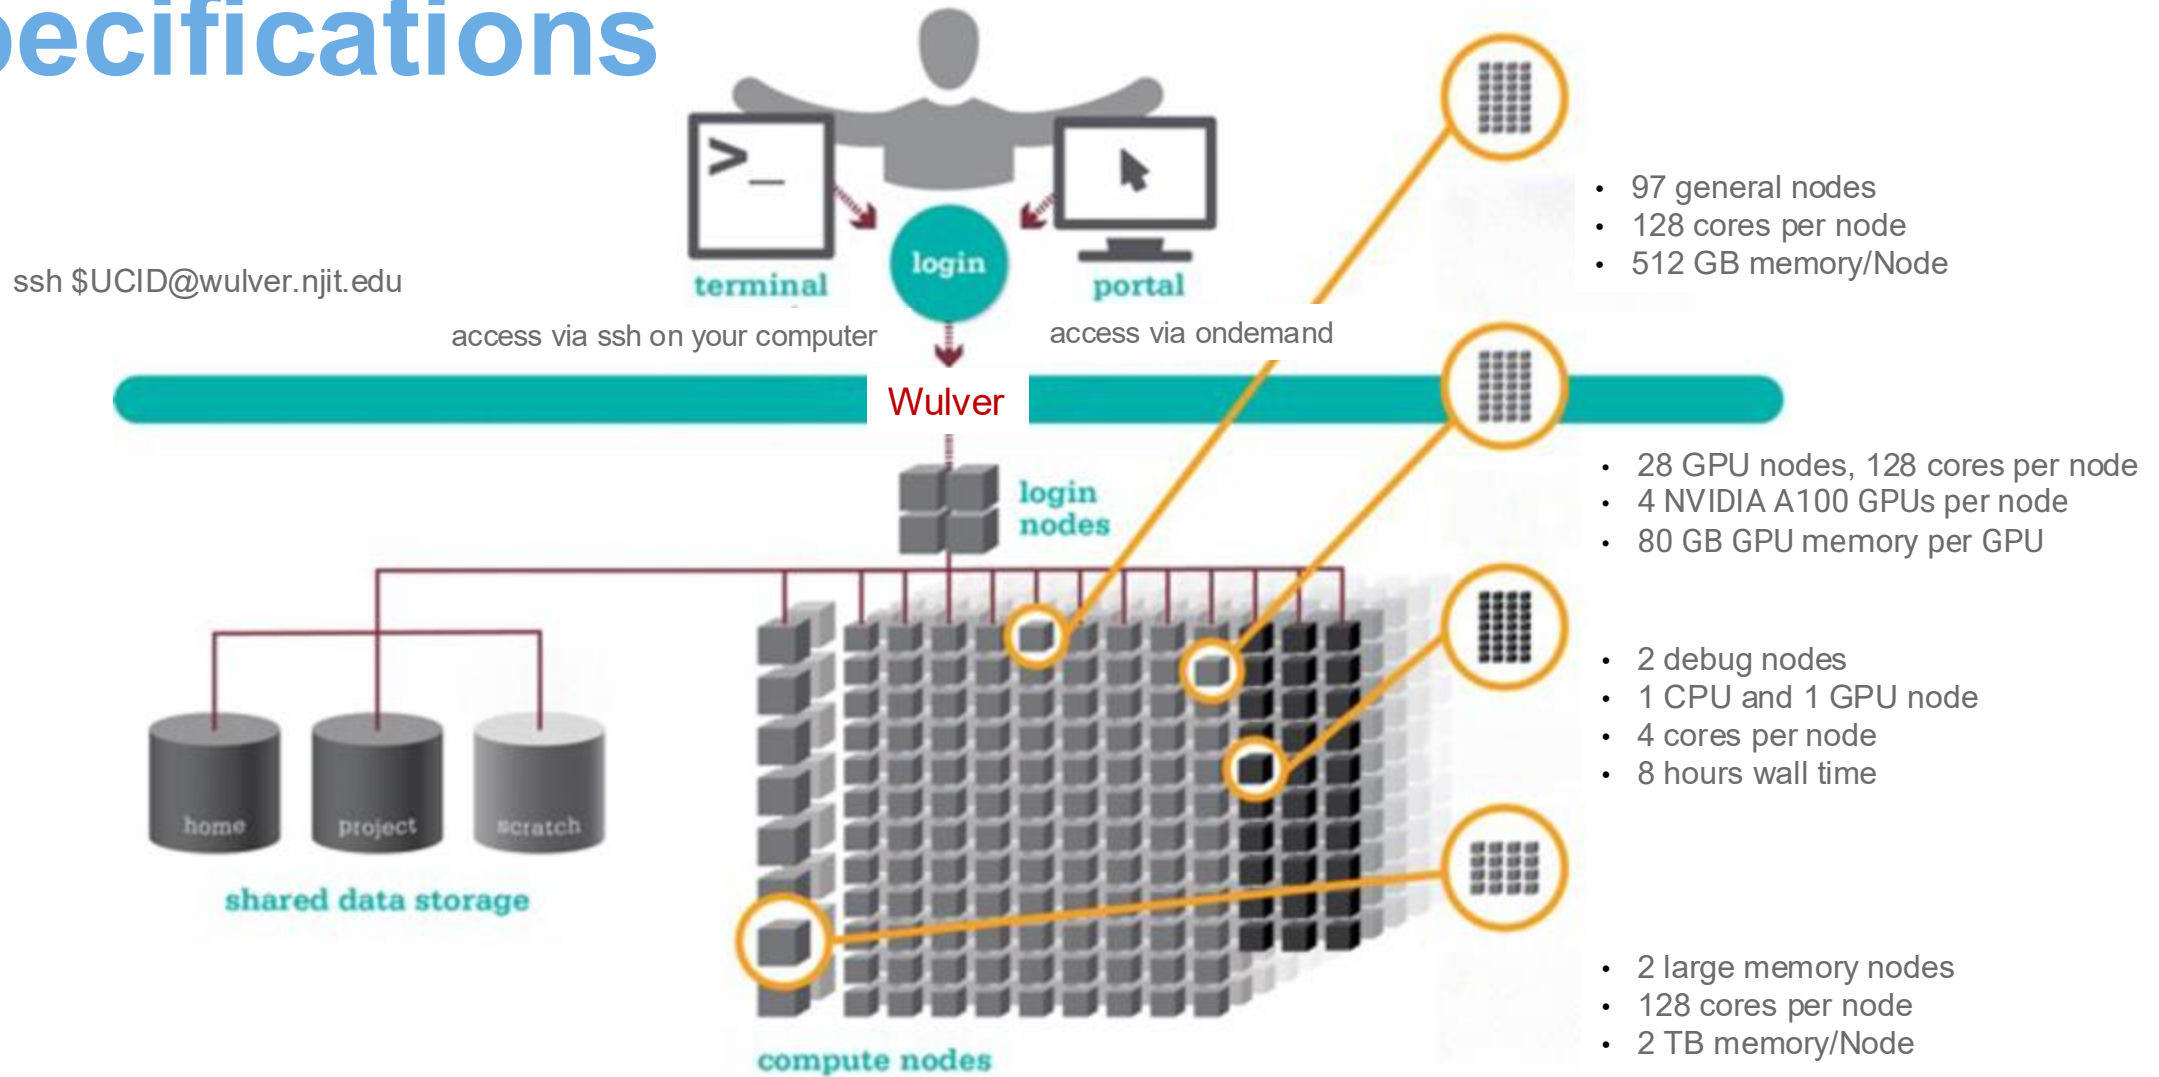 pecifications
>_
terminal
login
portal
ssh $UCID@wulver.njit.edu
access via ssh on your computer
access via ondemand
Wulver
login
nodes
home
project
scratch
shared data storage
compute nodes
• 97 general nodes
• 128 cores per node
• 512 GB memory/Node
• 28 GPU nodes, 128 cores per node
• 4 NVIDIA A100 GPUs per node
• 80 GB GPU memory per GPU
• 2 debug nodes
• 1 CPU and 1 GPU node
• 4 cores per node
• 8 hours wall time
• 2 large memory nodes
• 128 cores per node
• 2 TB memory/Node